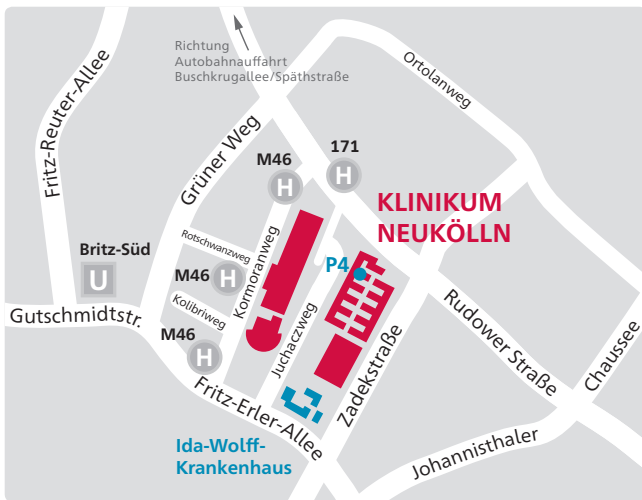 Richtung
Autobahnauffahrt
Buschkrugallee/Späthstraße
Ortolanweg
Fritz-Reuter-Allee
Grüner Weg
M46
H
171
H
KLINIKUM
NEUKÖLLN
Britz-Süd
U
Rotschwanzweg
M46
H
Kormoranweg
P4
Kolibriweg
Gutschmidtstr.
M46
H
Juchaczweg
Zadekstraße
Rudower Straße
Chaussee
Fritz-Erler-Allee
Johannisthaler
Ida-Wolff-
Krankenhaus